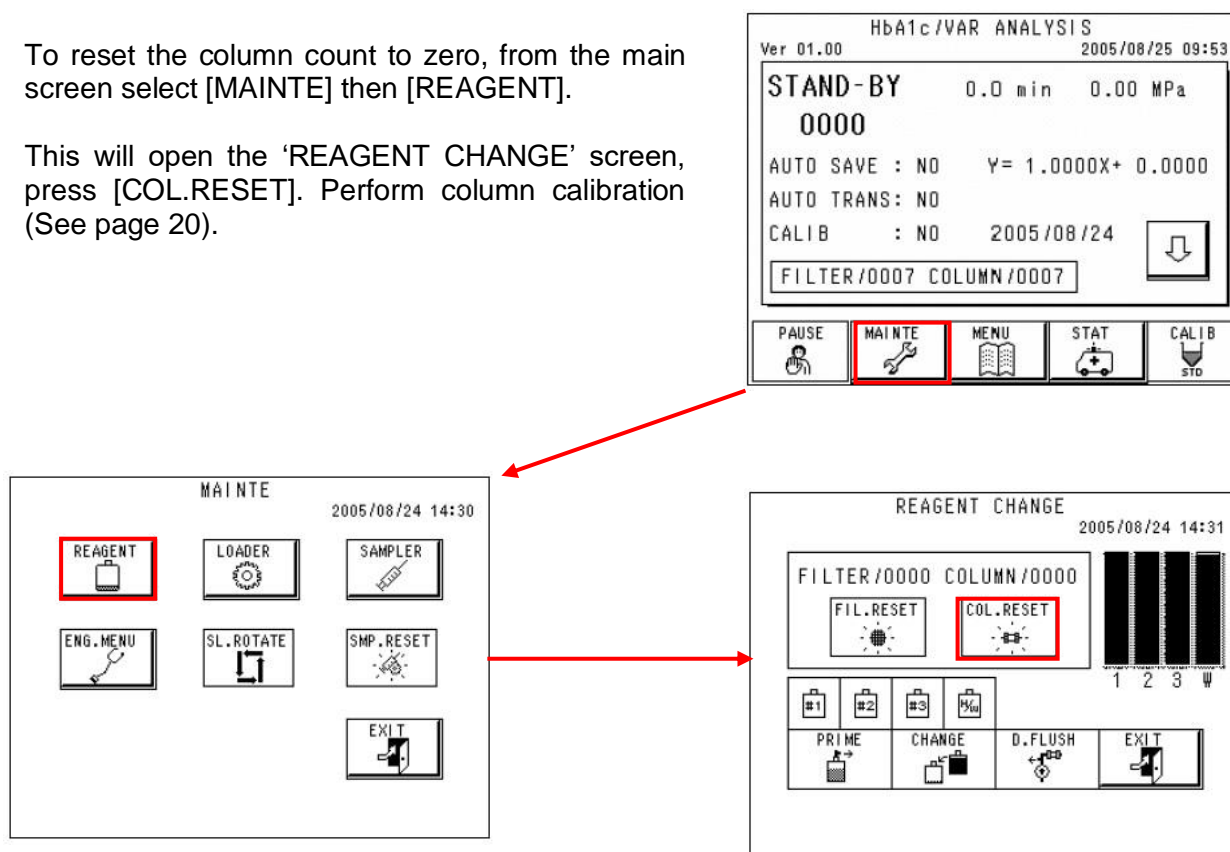 To reset the column count to zero, from the main
screen select [MAINTE] then [REAGENT].
This will open the ‘REAGENT CHANGE’ screen,
press [COL.RESET]. Perform column calibration
(See page 20).
HbA1c/VAR ANALYSIS
Ver 01.00 2005/08/25 09:53
STAND-BY 0.0 min 0.00 MPa
0000
AUTO SAVE : NO Y= 1.0000X+ 0.0000
AUTO TRANS: NO
CALIB : NO 2005/08/24
FILTER/0007 COLUMN/0007
PAUSE MAINTE MENU STAT CALIB
STD
MAINTE
2005/08/24 14:30
REAGENT LOADER SAMPLER
ENG.MENU SL.ROTATE SMP.RESET
EXIT
REAGENT CHANGE
2005/08/24 14:31
FILTER/0000 COLUMN/0000
FIL.RESET COL.RESET
1 2 3 W
#1 #2 #3 H/W
PRIME CHANGE D.FLUSH EXIT